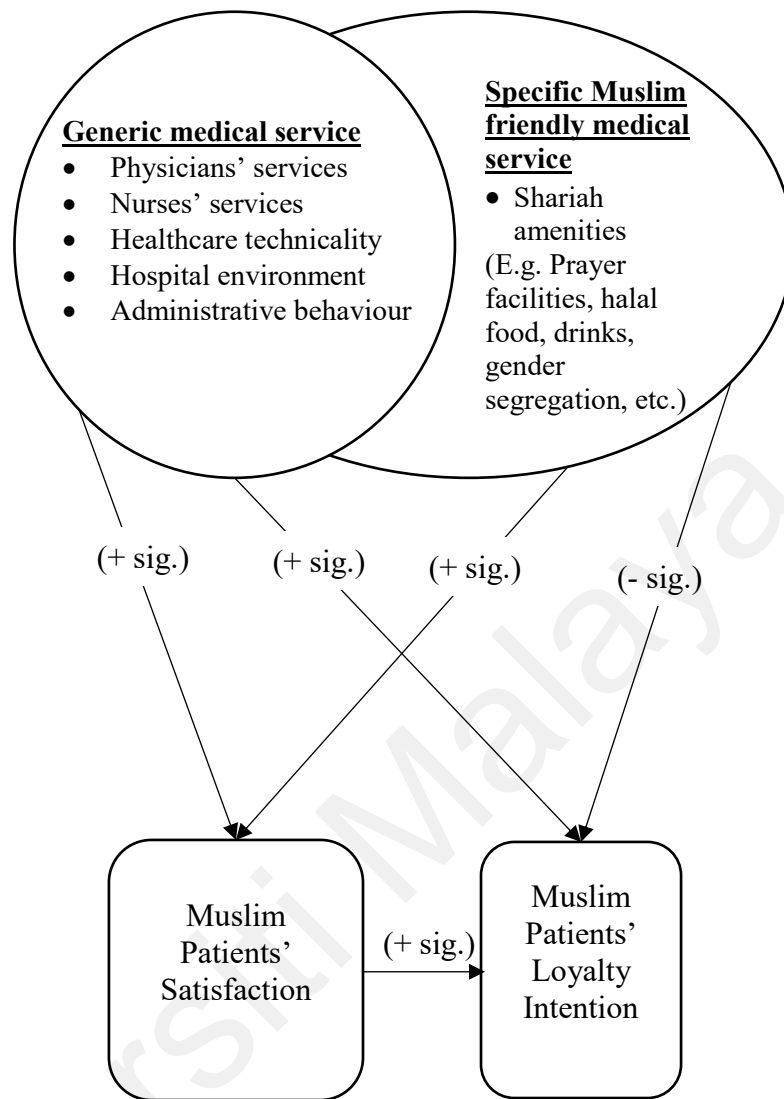 Generic medical service
• Physicians’ services
• Nurses’ services
• Healthcare technicality
• Hospital environment
• Administrative behaviour
Specific Muslim
friendly medical
service
• Shariah
amenities
(E.g. Prayer
facilities, halal
food, drinks,
gender
segregation, etc.)
(+ sig.)
(+ sig.)
(+ sig.)
(- sig.)
Muslim
Patients’
Satisfaction
(+ sig.)
Muslim
Patients’
Loyalty
Intention
rsiti Malaya